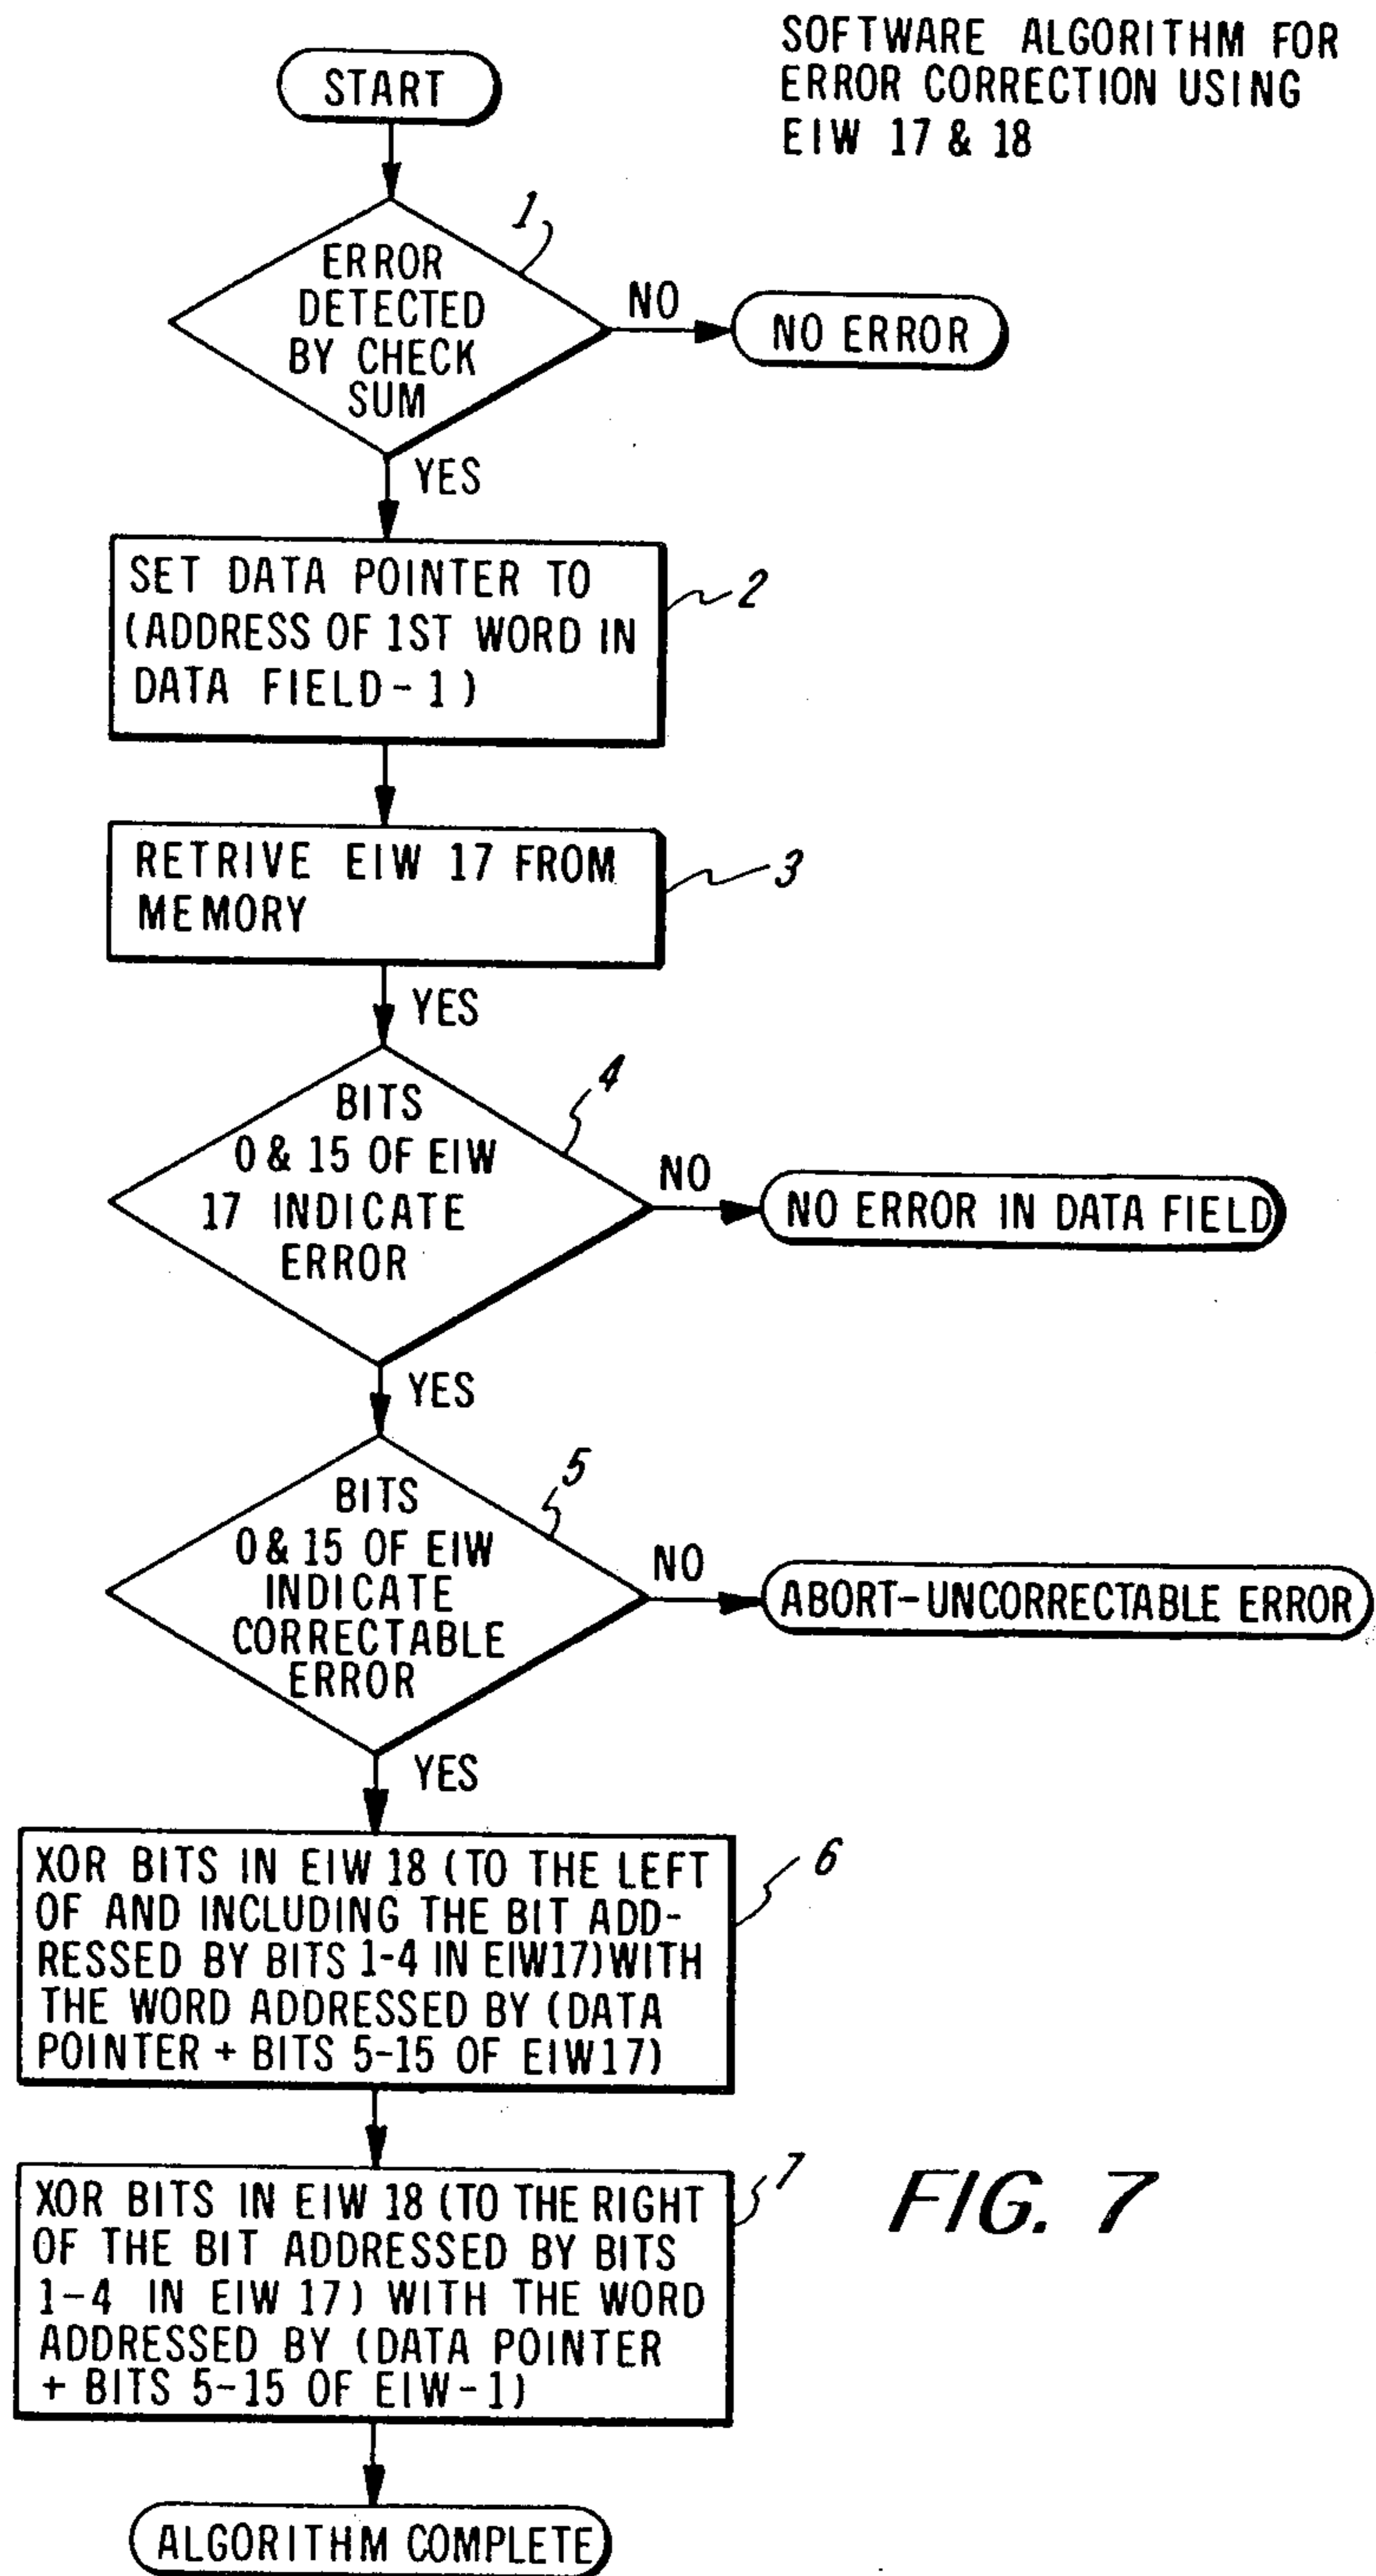 SOFTWARE ALGORITHM FOR
ERROR CORRECTION USING
EIW 17 & 18
START
1
ERROR
DETECTED
BY CHECK
SUM
NO
NO ERROR
YES
SET DATA POINTER TO
(ADDRESS OF 1ST WORD IN
DATA FIELD-1)
2
RETRIVE EIW 17 FROM
MEMORY
3
YES
4
BITS
0 & 15 OF EIW
17 INDICATE
ERROR
NO
NO ERROR IN DATA FIELD
YES
5
BITS
0 & 15 OF EIW
INDICATE
CORRECTABLE
ERROR
NO
ABORT-UNCORRECTABLE ERROR
YES
XOR BITS IN EIW 18 (TO THE LEFT
OF AND INCLUDING THE BIT ADD-
RESSED BY BITS 1-4 IN EIW17) WITH
THE WORD ADDRESSED BY (DATA
POINTER + BITS 5-15 OF EIW17)
6
XOR BITS IN EIW 18 (TO THE RIGHT
OF THE BIT ADDRESSED BY BITS
1-4 IN EIW 17) WITH THE WORD
ADDRESSED BY (DATA POINTER
+ BITS 5-15 OF EIW-1)
7
FIG. 7
ALGORITHM COMPLETE